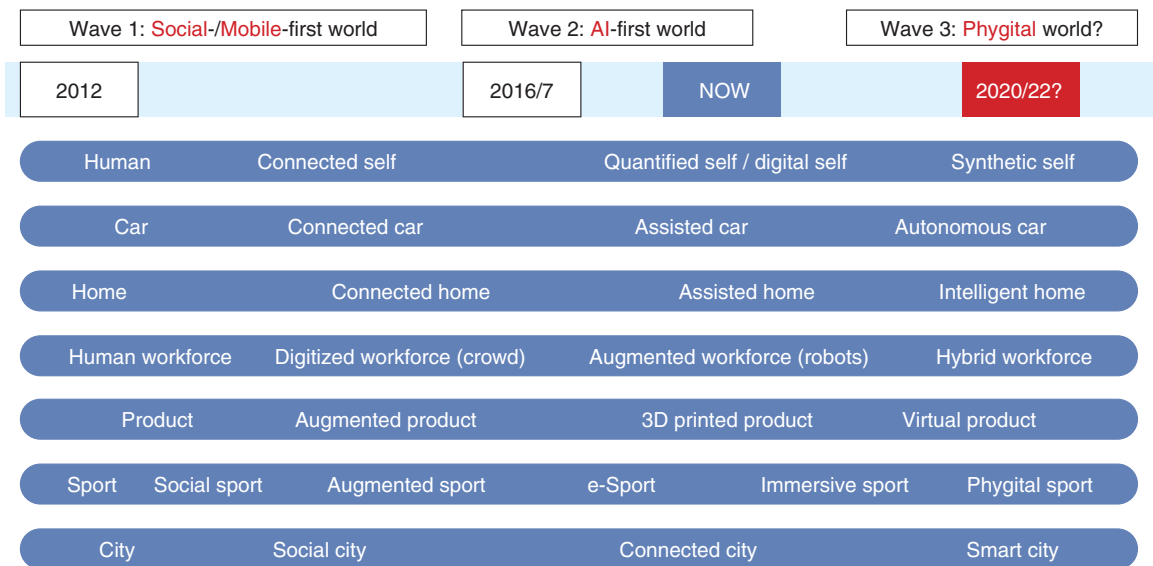 Wave 1: Social-/Mobile-first world Wave 2: AI-first world Wave 3: Phygital world?
2012 2016/7 NOW 2020/22?
Human Connected self Quantified self / digital self Synthetic self
Car Connected car Assisted car Autonomous car
Home Connected home Assisted home Intelligent home
Human workforce Digitized workforce (crowd) Augmented workforce (robots) Hybrid workforce
Product Augmented product 3D printed product Virtual product
Sport Social sport Augmented sport e-Sport Immersive sport Phygital sport
City Social city Connected city Smart city